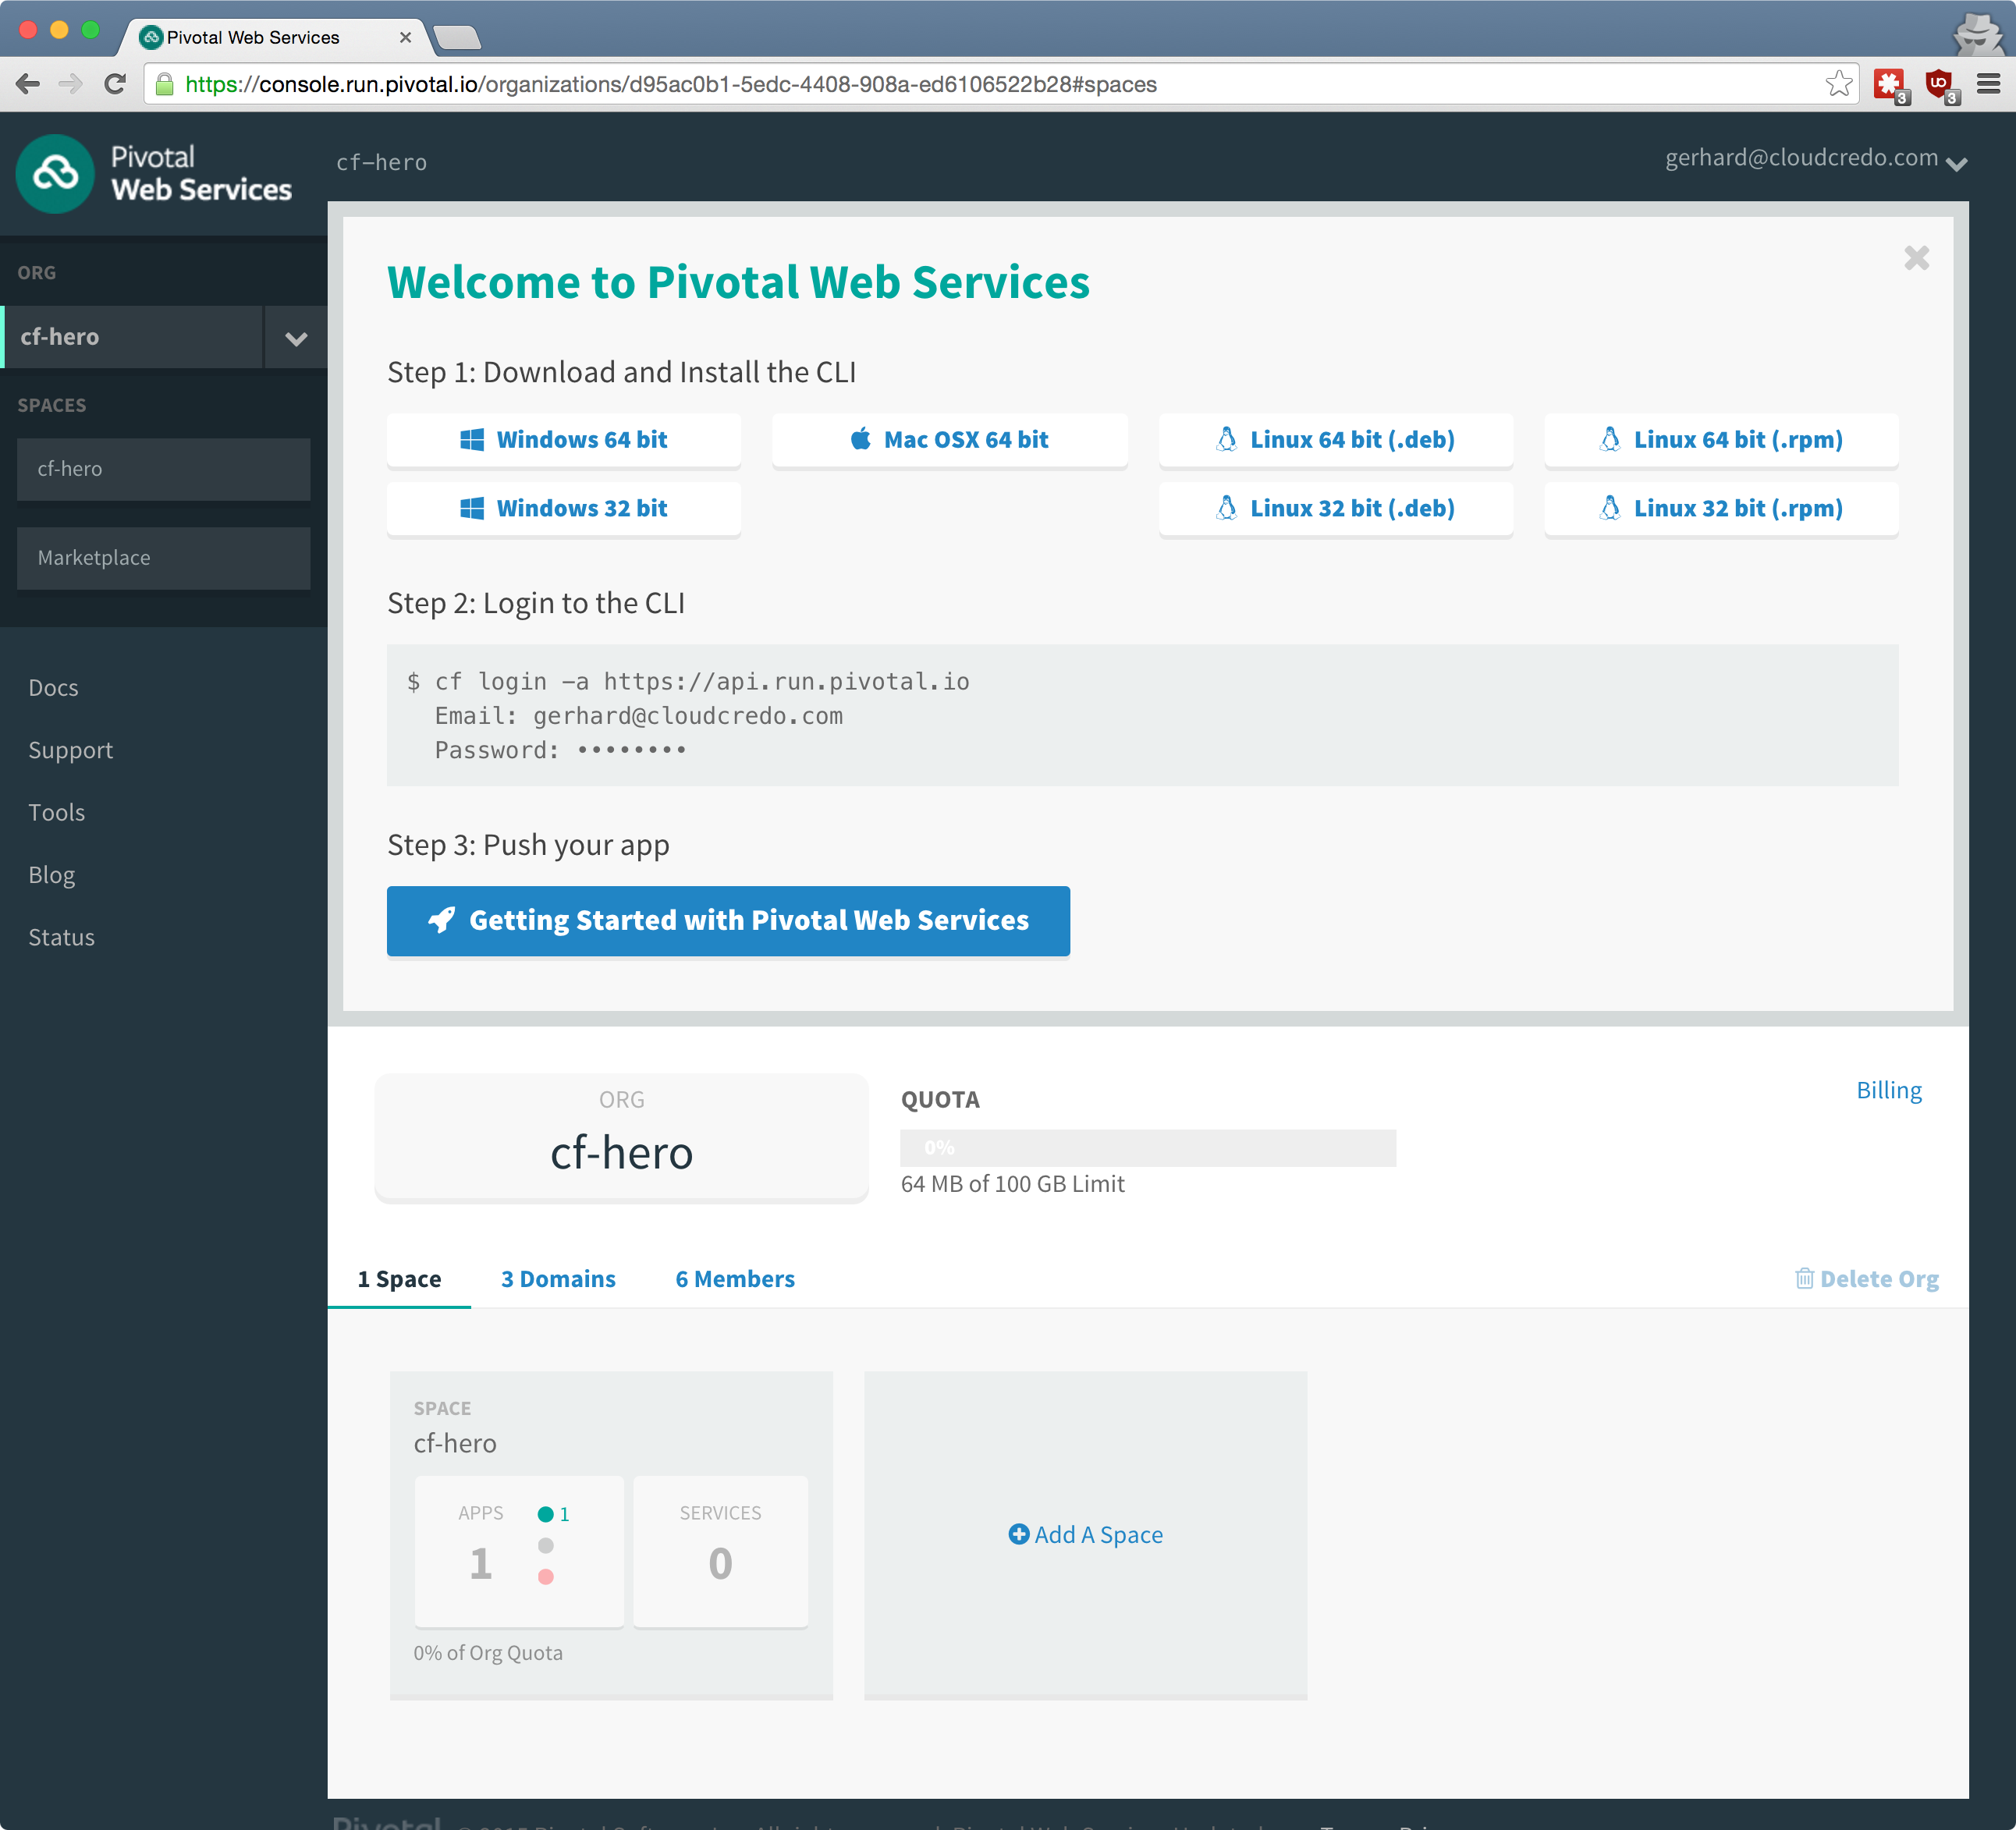 Pivotal Web Services
https://console.run.pivotal.io/organizations/d95ac0b1-5edc-4408-908a-ed6106522b28#spaces
3
3
Pivotal
Web Services
cf-hero
gerhard@cloudcredo.com
ORG
cf-hero
SPACES
cf-hero
Marketplace
Docs
Support
Tools
Blog
Status
Welcome to Pivotal Web Services
Step 1: Download and Install the CLI
Windows 64 bit
Mac OSX 64 bit
Linux 64 bit (.deb)
Linux 64 bit (.rpm)
Windows 32 bit
Linux 32 bit (.deb)
Linux 32 bit (.rpm)
Step 2: Login to the CLI
$ cf login -a https://api.run.pivotal.io
Email: gerhard@cloudcredo.com
Password: ••••••••
Step 3: Push your app
Getting Started with Pivotal Web Services
ORG
cf-hero
QUOTA
0%
64 MB of 100 GB Limit
Billing
1 Space
3 Domains
6 Members
Delete Org
SPACE
cf-hero
APPS
1
1
SERVICES
0
0% of Org Quota
Add A Space
Pivotal